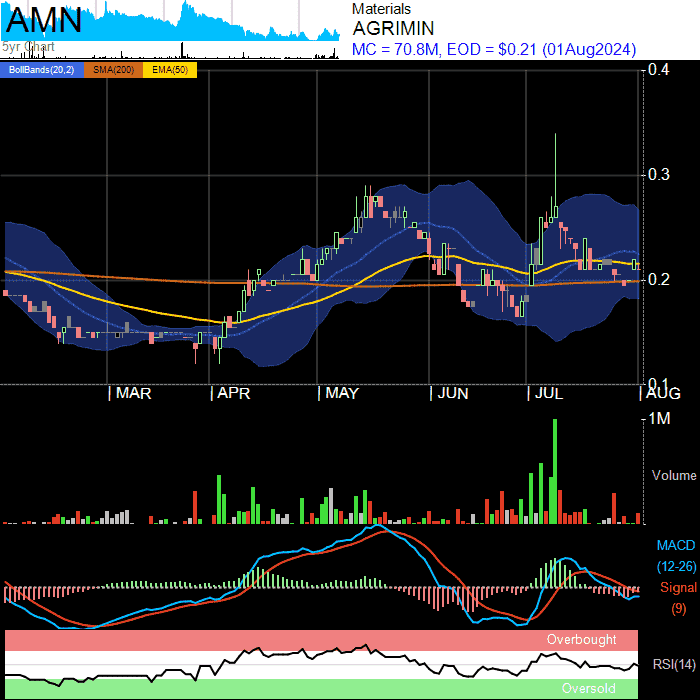 AMN
5yr Chart
Materials
AGRIMIN
MC = 70.8M, EOD = $0.21 (01Aug2024)
BollBands(20,2) SMA(200) EMA(50)
0.4
0.3
0.2
0.1
| MAR | APR | MAY | JUN | JUL | AUG
1M
Volume
MACD
(12-26)
Signal
(9)
Overbought
RSI(14)
Oversold